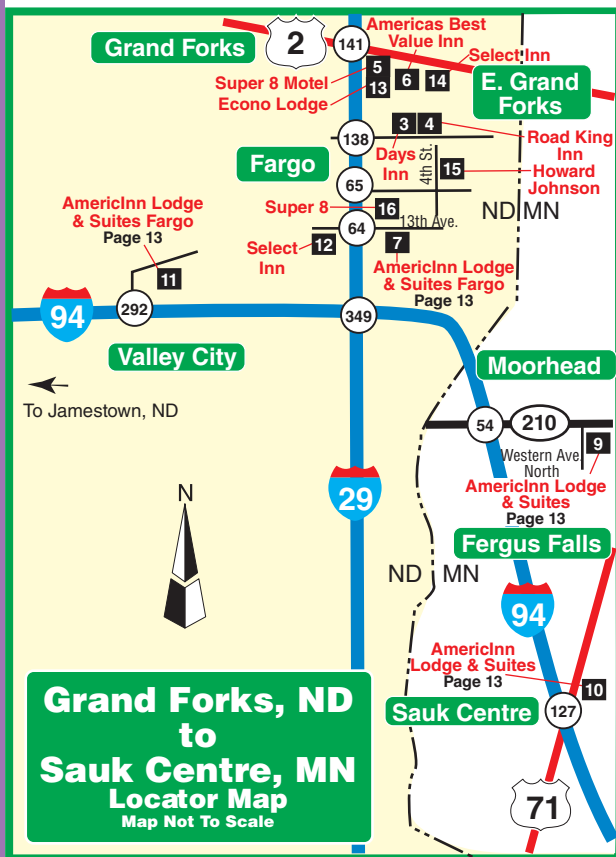 Grand Forks
2
141
Americas Best
Value Inn
Select Inn
Super 8 Motel
5
Econo Lodge
13
6
14
E. Grand
Forks
138
3
4
Road King
Inn
Days
Inn
4th St.
15
Howard
Johnson
Fargo
65
Super 8
16
13th Ave.
ND
MN
64
AmericInn Lodge
& Suites Fargo
Page 13
11
Select
Inn
12
7
AmericInn Lodge
& Suites Fargo
Page 13
94
292
349
Valley City
Moorhead
To Jamestown, ND
54
210
9
Western Ave.
North
AmericInn Lodge
& Suites
Page 13
N
29
Fergus Falls
ND
MN
94
AmericInn
Lodge & Suites
Page 13
10
Sauk Centre
127
71
Grand Forks, ND
to
Sauk Centre, MN
Locator Map
Map Not To Scale